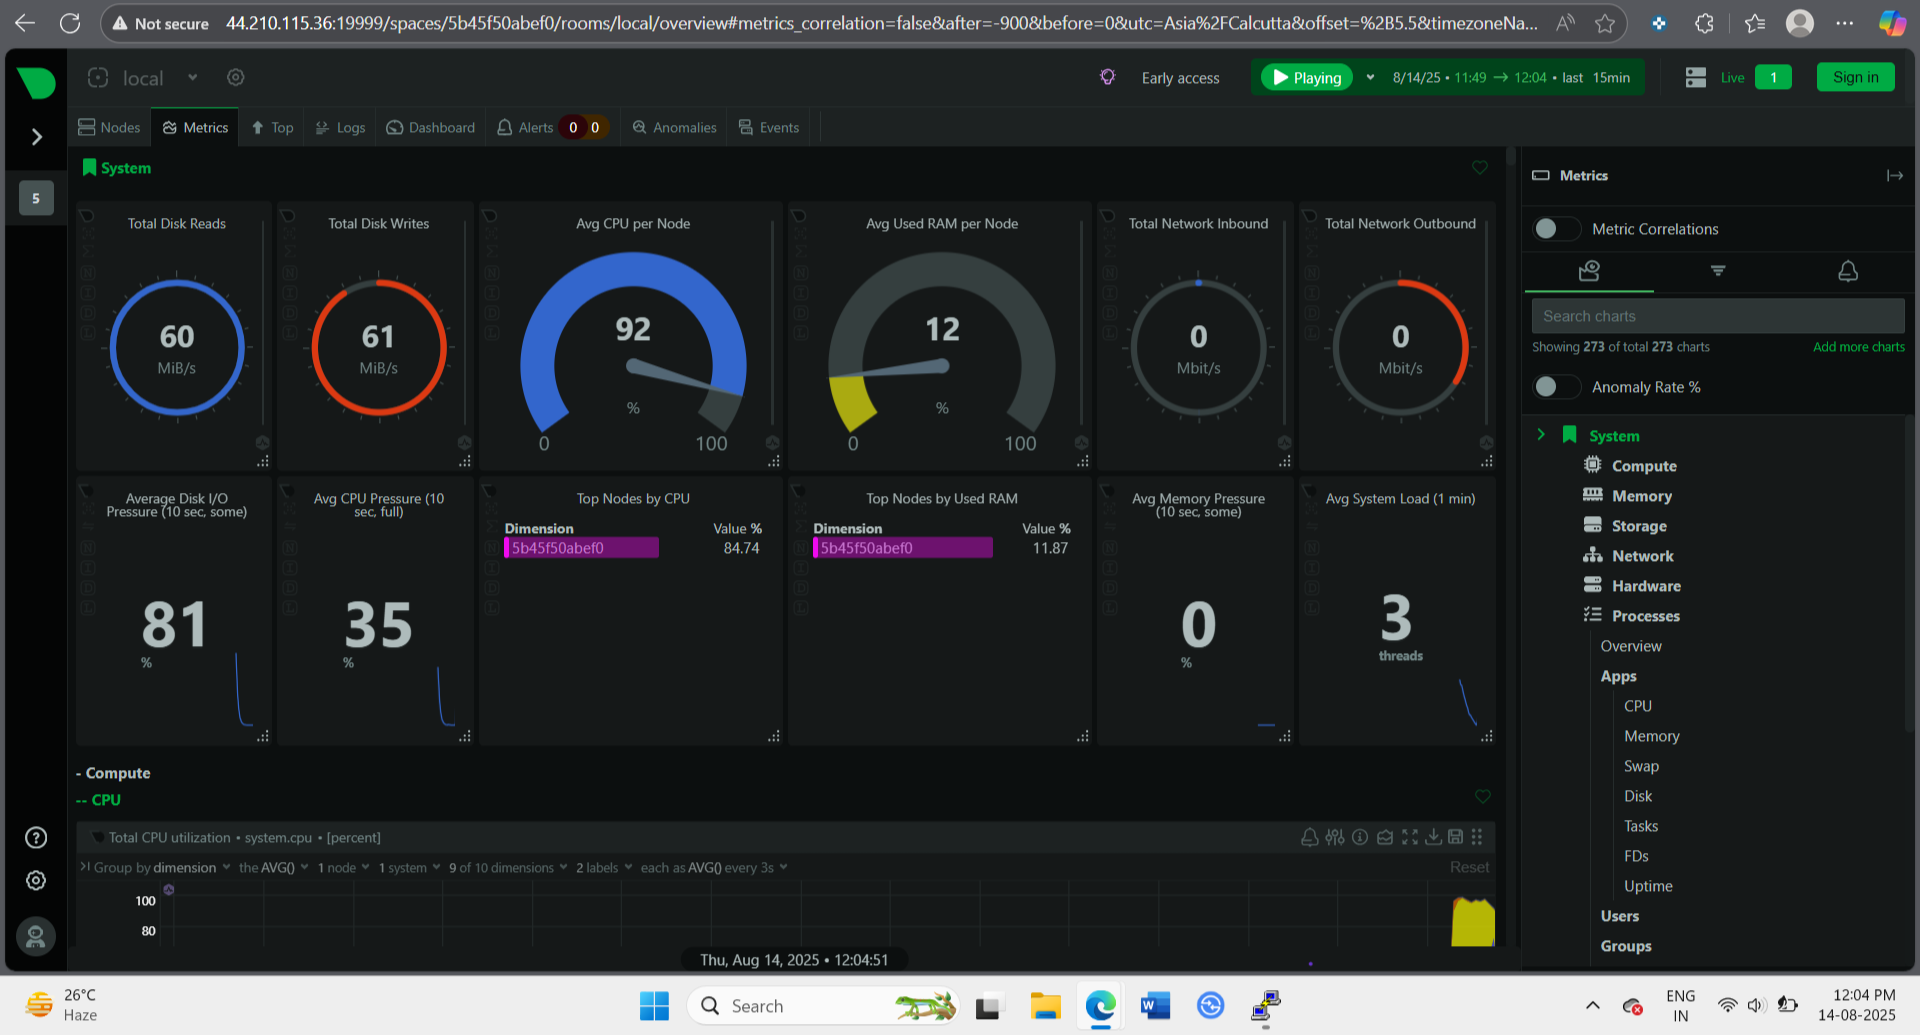 Not secure 44.210.115.36:19999/spaces/5b45f50abef0/rooms/local/overview#metrics_correlation=false&after=-900&before=0&utc=Asia%2FCalcutta&offset=%2B5.5&timezoneNa...
local
Early access
Playing
8/14/25 • 11:49 → 12:04 • last 15min
Live 1
Sign in
Nodes
Metrics
Top
Logs
Dashboard
Alerts 0 0
Anomalies
Events
5
System
Total Disk Reads
60
MiB/s
Total Disk Writes
61
MiB/s
Avg CPU per Node
92
%
0 100
Avg Used RAM per Node
12
%
0 100
Total Network Inbound
0
Mbit/s
Total Network Outbound
0
Mbit/s
Average Disk I/O
Pressure (10 sec, some)
81
%
Avg CPU Pressure (10
sec, full)
35
%
Top Nodes by CPU
Dimension Value %
5b45f50abef0 84.74
Top Nodes by Used RAM
Dimension Value %
5b45f50abef0 11.87
Avg Memory Pressure
(10 sec, some)
0
%
Avg System Load (1 min)
3
threads
- Compute
-- CPU
Total CPU utilization • system.cpu • [percent]
Group by dimension the AVG() 1 node 1 system 9 of 10 dimensions 2 labels each as AVG() every 3s Reset
100
80
Thu, Aug 14, 2025 • 12:04:51
Metrics
Metric Correlations
Search charts
Showing 273 of total 273 charts Add more charts
Anomaly Rate %
System
Compute
Memory
Storage
Network
Hardware
Processes
Overview
Apps
CPU
Memory
Swap
Disk
Tasks
FDs
Uptime
Users
Groups
26°C
Haze
Search
ENG
IN
12:04 PM
14-08-2025